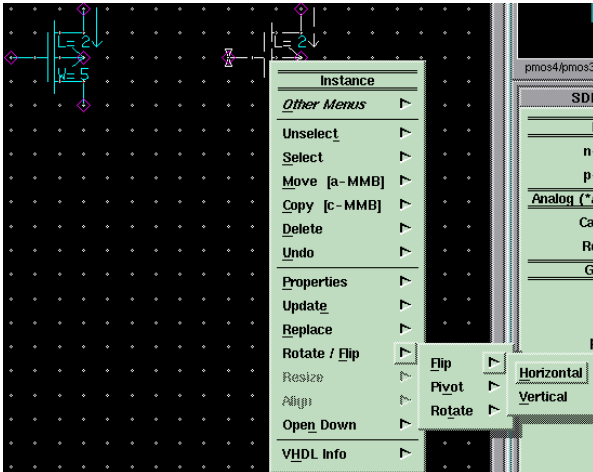 L= 2
W= 5
L= 2
Instance
Other Menus
Unselect
Select
Move [a-MMB]
Copy [c-MMB]
Delete
Undo
Properties
Update
Replace
Rotate / Flip
Resize
Align
Open Down
VHDL Info
Flip
Pivot
Rotate
Horizontal
Vertical
pmos4/pmos3
SD
n
p
Analog (*
Ca
R
G